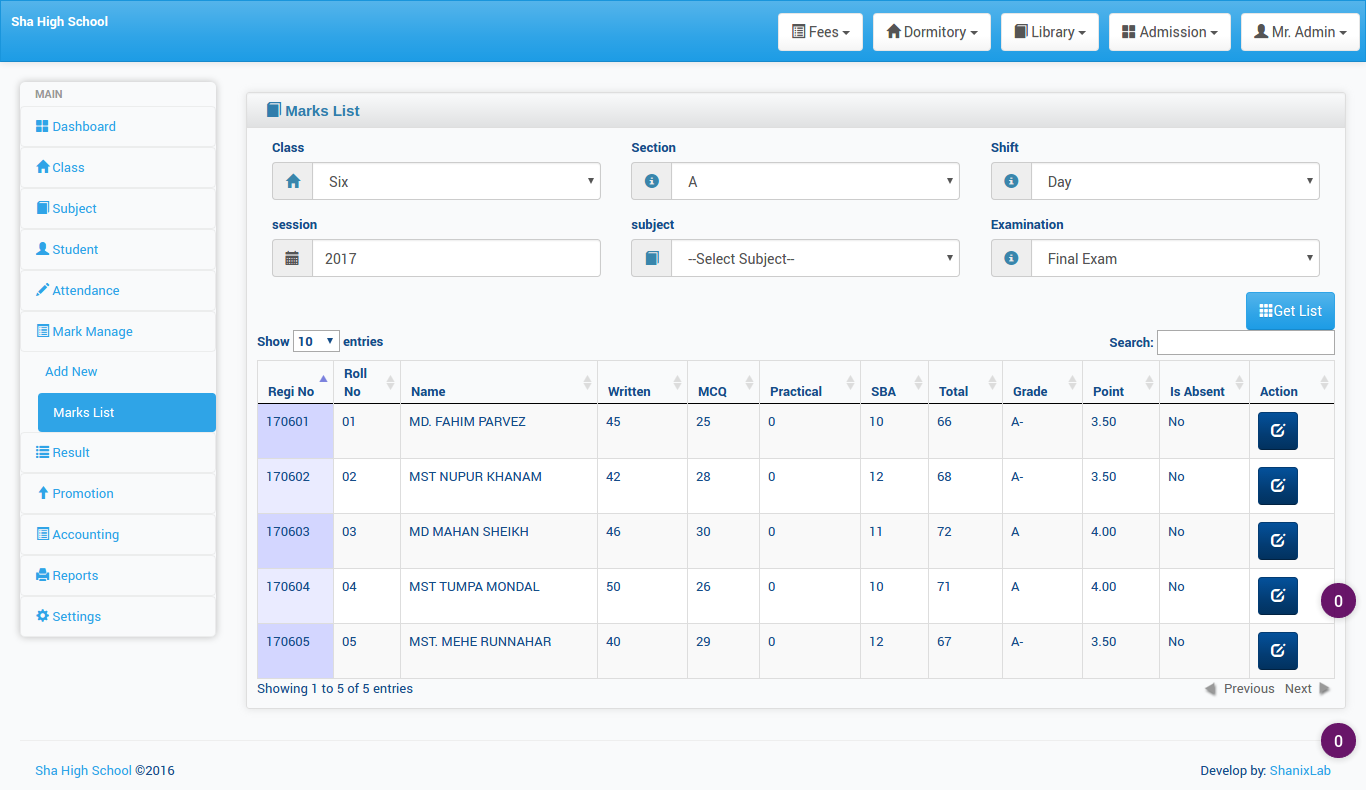 Sha High School
Fees
Dormitory
Library
Admission
Mr. Admin
MAIN
Dashboard
Class
Subject
Student
Attendance
Mark Manage
Add New
Marks List
Result
Promotion
Accounting
Reports
Settings
Marks List
Class
Section
Shift
Six
A
Day
session
subject
Examination
2017
--Select Subject--
Final Exam
Get List
Show 10 entries
Search:
Regi No Roll No Name Written MCQ Practical SBA Total Grade Point Is Absent Action
170601 01 MD. FAHIM PARVEZ 45 25 0 10 66 A- 3.50 No
170602 02 MST NUPUR KHANAM 42 28 0 12 68 A- 3.50 No
170603 03 MD MAHAN SHEIKH 46 30 0 11 72 A 4.00 No
170604 04 MST TUMPA MONDAL 50 26 0 10 71 A 4.00 No
0
170605 05 MST. MEHE RUNNAHAR 40 29 0 12 67 A- 3.50 No
Showing 1 to 5 of 5 entries
Previous Next
0
Sha High School ©2016
Develop by: ShanixLab